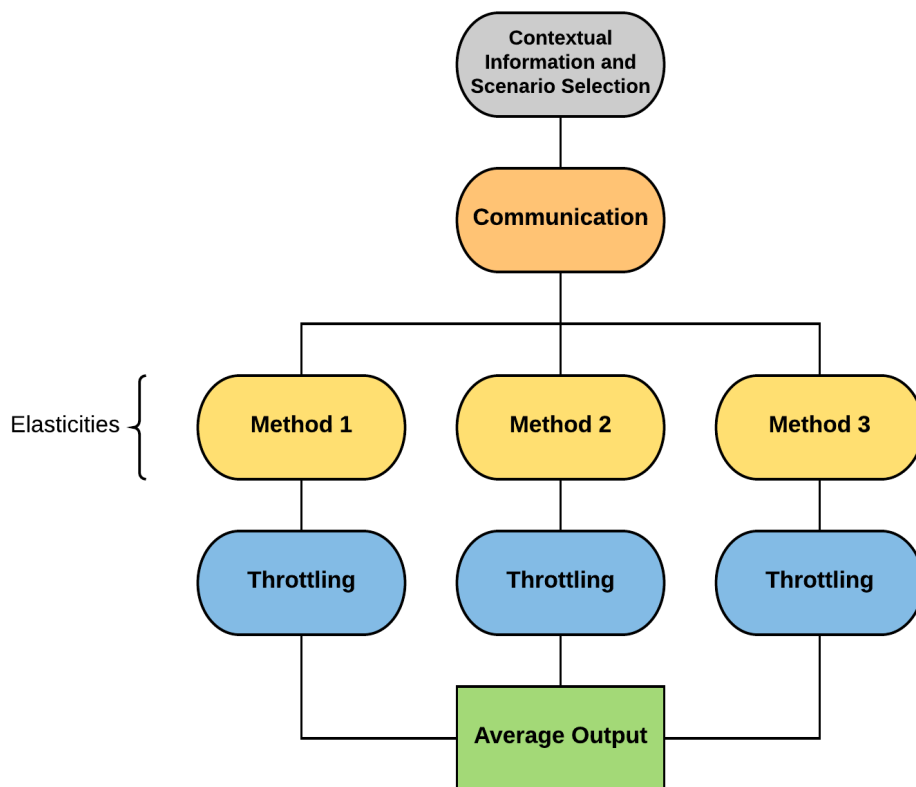 Contextual
Information and
Scenario Selection
Communication
Elasticities
Method 1
Method 2
Method 3
Throttling
Throttling
Throttling
Average Output